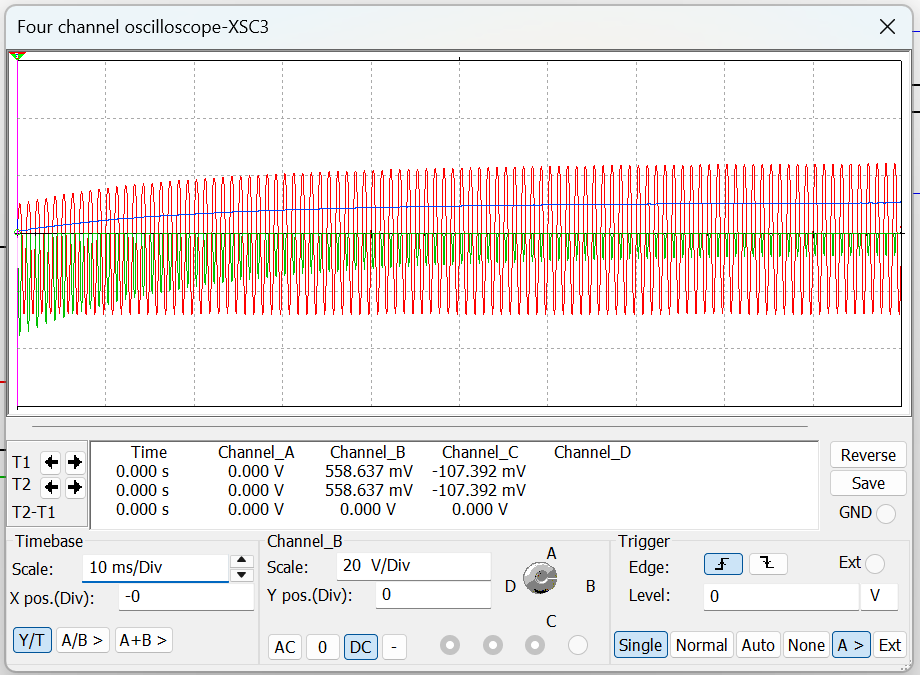 Four channel oscilloscope-XSC3
Time Channel_A Channel_B Channel_C Channel_D
T1 0.000 s 0.000 V 558.637 mV -107.392 mV
T2 0.000 s 0.000 V 558.637 mV -107.392 mV
T2-T1 0.000 s 0.000 V 0.000 V 0.000 V
Reverse
Save
GND
Timebase
Scale: 10 ms/Div
X pos.(Div): -0
Y/T A/B > A+B >
Channel_B
Scale: 20 V/Div
Y pos.(Div): 0
AC 0 DC -
A
D B
C
Trigger
Edge: Ext
Level: 0 V
Single Normal Auto None A > Ext